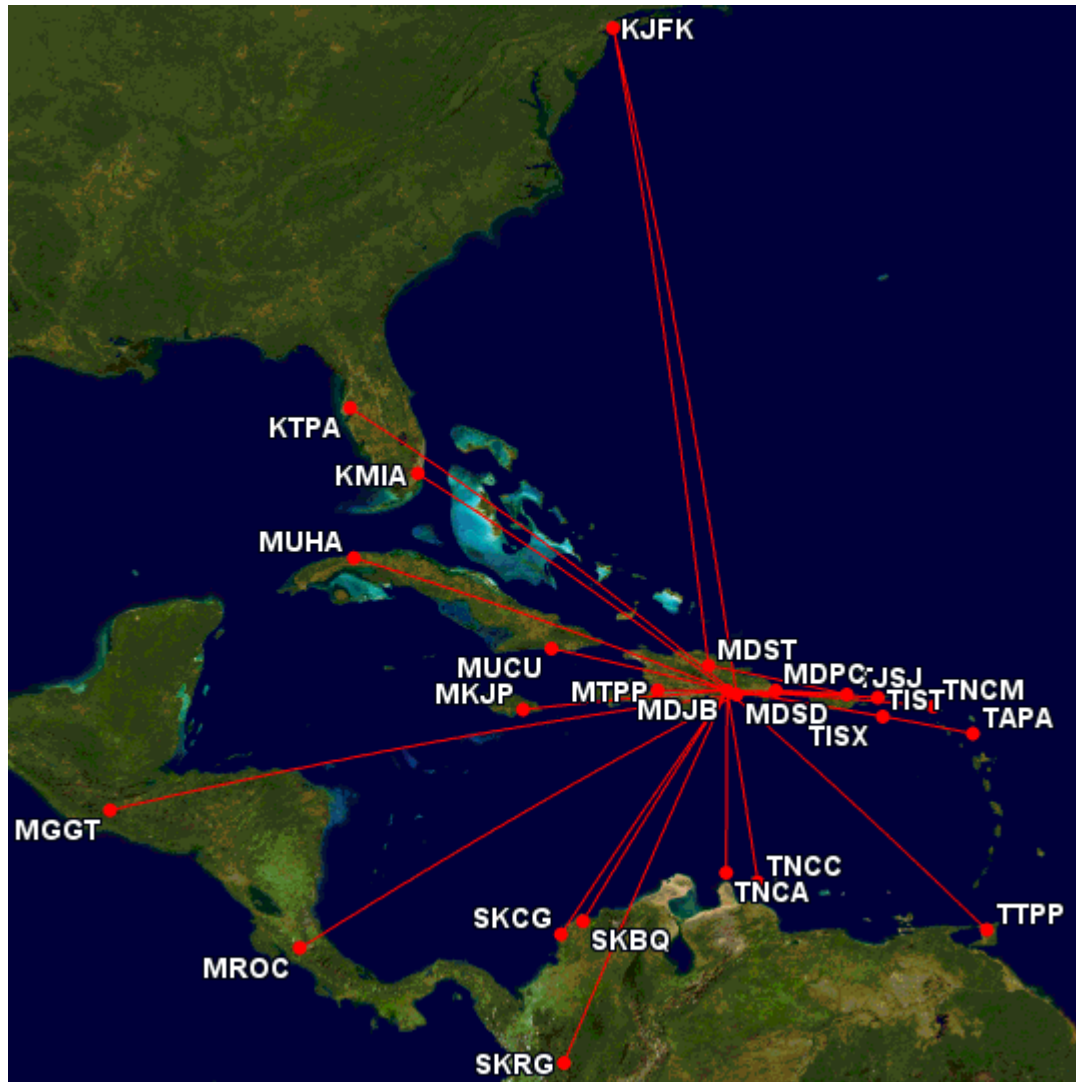 KJFK
KTPA
KMIA
MUHA
MUCU
MDST
MKJP
MTPP
MDPC
TJSJ
TIST
TNCM
MDJB
MDSD
TISX
TAPA
MGGT
TNCC
TNCA
SKCG
SKBQ
TTPP
MROC
SKRG